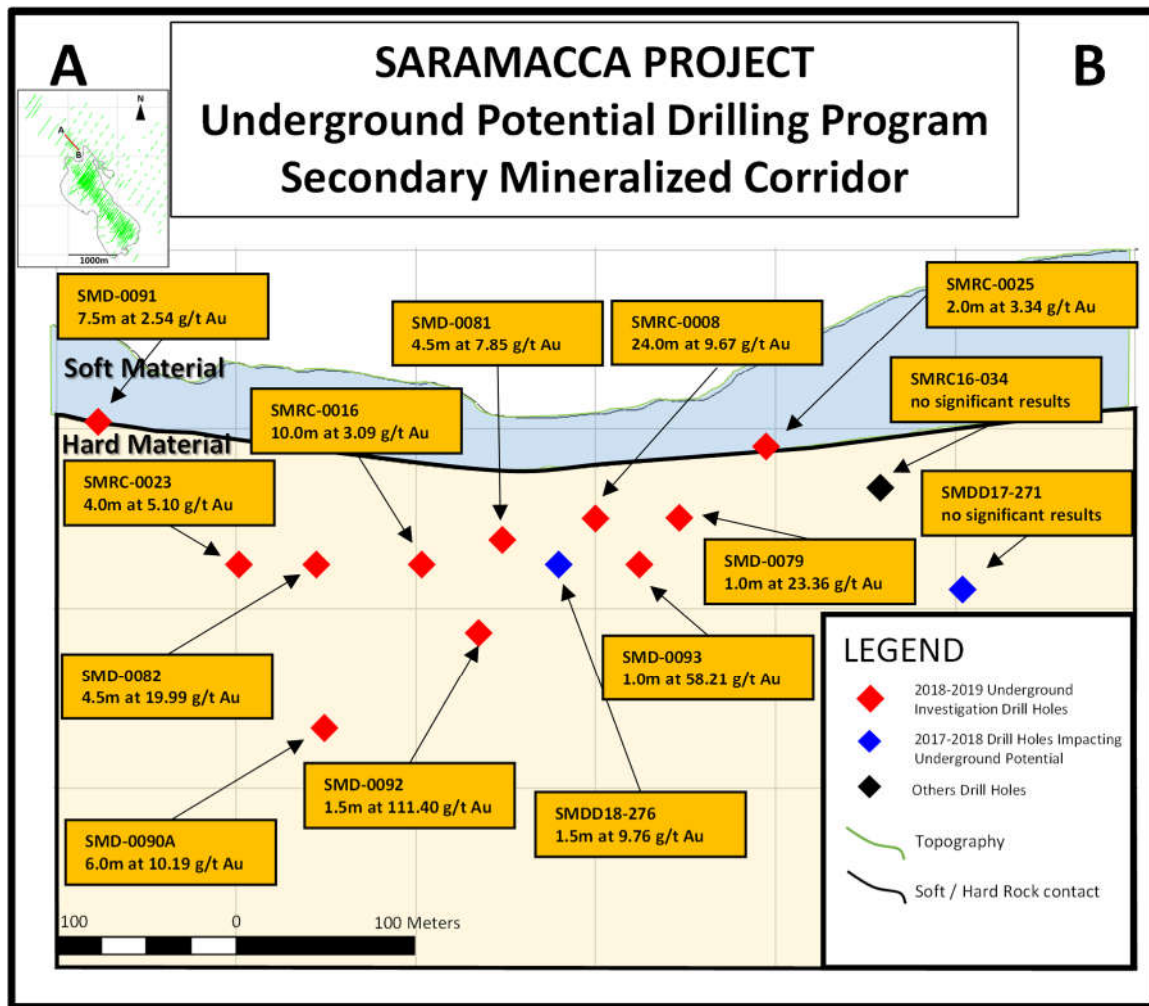 A
B
SARAMACCA PROJECT
Underground Potential Drilling Program
Secondary Mineralized Corridor
N
A
B
1000m
SMD-0091
7.5m at 2.54 g/t Au
SMD-0081
4.5m at 7.85 g/t Au
SMRC-0008
24.0m at 9.67 g/t Au
SMRC-0025
2.0m at 3.34 g/t Au
Soft Material
SMRC16-034
no significant results
SMRC-0016
10.0m at 3.09 g/t Au
Hard Material
SMRC-0023
4.0m at 5.10 g/t Au
SMDD17-271
no significant results
SMD-0079
1.0m at 23.36 g/t Au
SMD-0082
4.5m at 19.99 g/t Au
SMD-0093
1.0m at 58.21 g/t Au
SMD-0092
1.5m at 111.40 g/t Au
SMDD18-276
1.5m at 9.76 g/t Au
SMD-0090A
6.0m at 10.19 g/t Au
LEGEND
2018-2019 Underground
Investigation Drill Holes
2017-2018 Drill Holes Impacting
Underground Potential
Others Drill Holes
Topography
Soft / Hard Rock contact
100 0 100 Meters